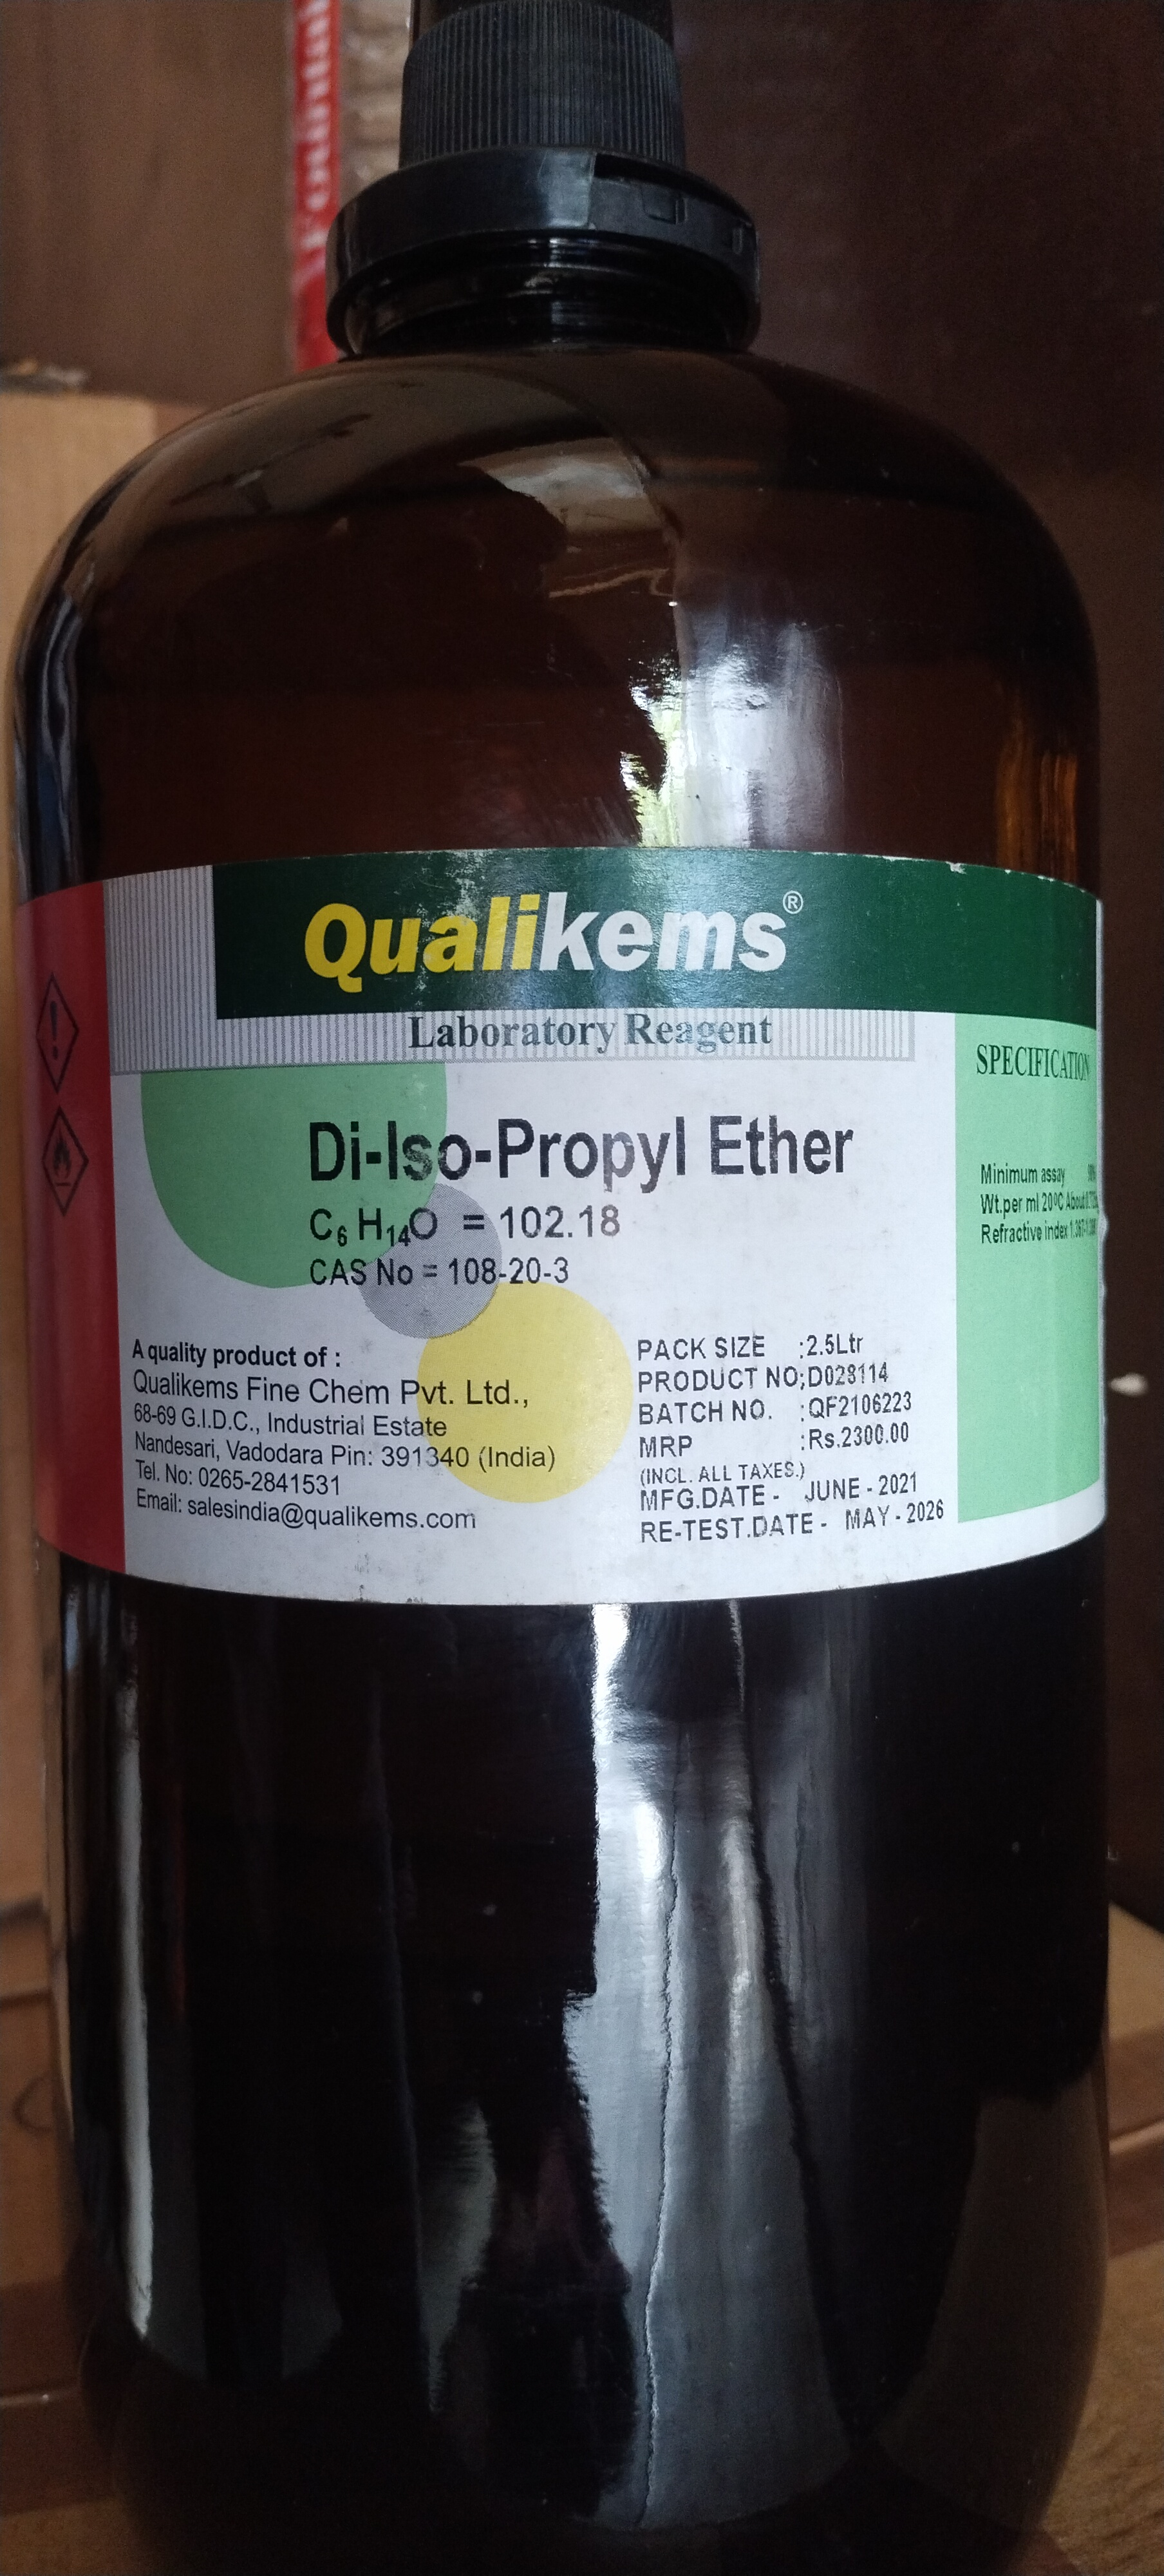 Qualikems®
Laboratory Reagent
Di-Iso-Propyl Ether
C6 H14O = 102.18
CAS No = 108-20-3
A quality product of :
Qualikems Fine Chem Pvt. Ltd.,
68-69 G.I.D.C., Industrial Estate
Nandesari, Vadodara Pin: 391340 (India)
Tel. No: 0265-2841531
Email: salesindia@qualikems.com
PACK SIZE :2.5Ltr
PRODUCT NO;D028114
BATCH NO. :QF2106223
MRP :Rs.2300.00
(INCL. ALL TAXES.)
MFG.DATE - JUNE - 2021
RE-TEST.DATE - MAY - 2026
SPECIFICATION
Minimum assay
Wt.per ml 20ºC About
Refractive index